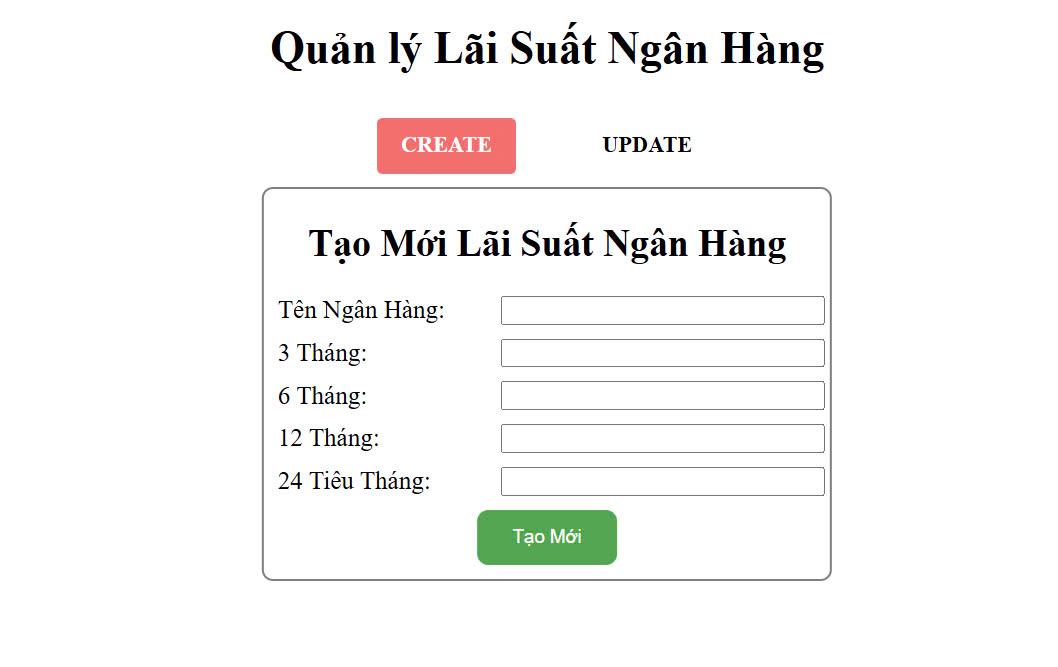 Quản lý Lãi Suất Ngân Hàng
CREATE UPDATE
Tạo Mới Lãi Suất Ngân Hàng
Tên Ngân Hàng:
3 Tháng:
6 Tháng:
12 Tháng:
24 Tiêu Tháng:
Tạo Mới